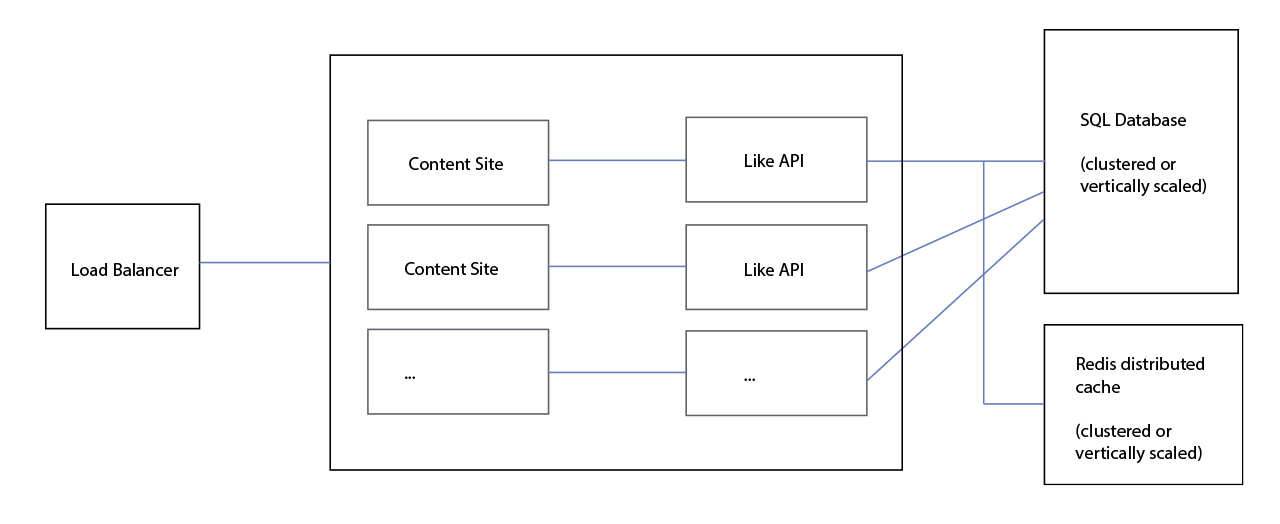 Load Balancer
Content Site
Like API
Content Site
Like API
...
...
SQL Database
(clustered or
vertically scaled)
Redis distributed
cache
(clustered or
vertically scaled)